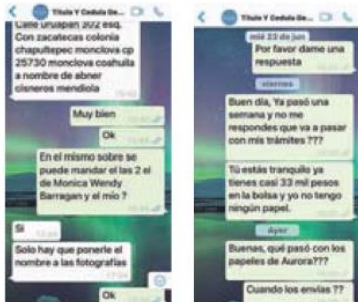 Título Y Cedula Ge...
Calle uruapan 302 esq.
Con zacatecas colonia
chapultepec monclova cp
25730 monclova coahuila
a nombre de abner
cisneros mendiola
Muy bien
Ok
En el mismo sobre se
puede mandar el las 2 el
de Monica Wendy
Barragan y el mio ?
Si
Solo hay que ponerle el
nombre a las fotografías
Ok
Título Y Cedula Ge...
mié 23 de jun
Por favor dame una
respuesta
viernes
Buen día, Ya pasó una
semana y no me
respondes que va a pasar
con mis trámites ???
Tú estás tranquilo ya
tienes casi 33 mil pesos
en la bolsa y yo no tengo
ningún papel.
Ayer
Buenas, qué pasó con los
papeles de Aurora???
Cuando los envías ??